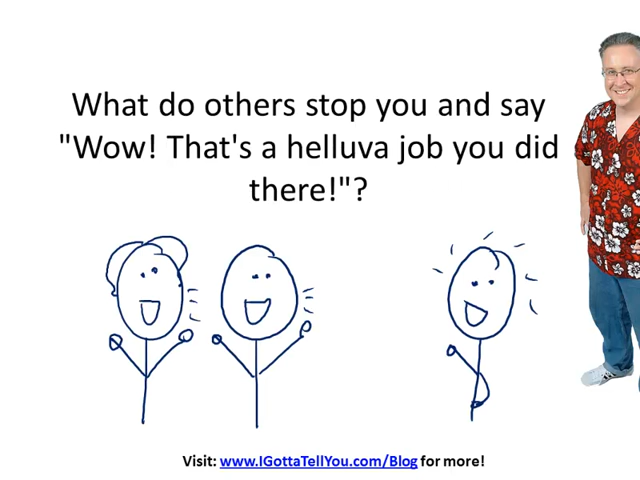 What do others stop you and say
"Wow! That's a helluva job you did
there!"?
Visit: www.IGottaTellYou.com/Blog for more!